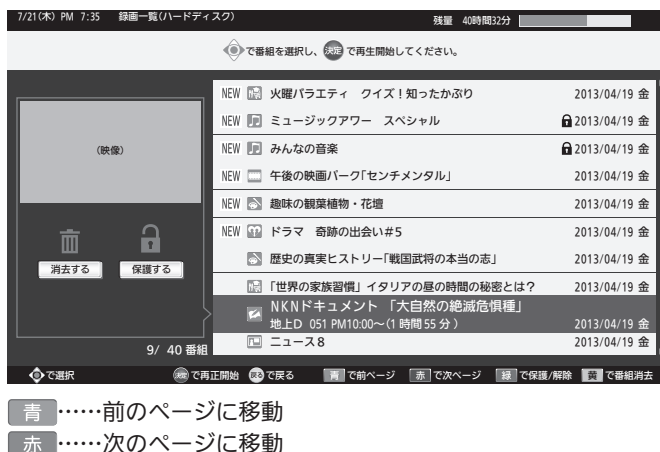 7/21(木) PM 7:35 録画一覧(ハードディスク) 残量 40時間32分
で番組を選択し、決定 で再生開始してください。
(映像)
消去する 保護する
9/ 40 番組
NEW 火曜バラエティ クイズ！知ったかぶり 2013/04/19 金
NEW ミュージックアワー スペシャル 2013/04/19 金
NEW みんなの音楽 2013/04/19 金
NEW 午後の映画パーク「センチメンタル」 2013/04/19 金
NEW 趣味の観葉植物・花壇 2013/04/19 金
NEW ドラマ 奇跡の出会い#5 2013/04/19 金
歴史の真実ヒストリー「戦国武将の本当の志」 2013/04/19 金
「世界の家族習慣」イタリアの昼の時間の秘密とは？ 2013/04/19 金
NKNドキュメント 「大自然の絶滅危惧種」
地上D 051 PM10:00～(1時間55分) 2013/04/19 金
ニュース8 2013/04/19 金
で選択 決定 で再正開始 戻る で戻る 青 で前ページ 赤 で次ページ 緑 で保護/解除 黄 で番組消去
青 ……前のページに移動
赤 ……次のページに移動